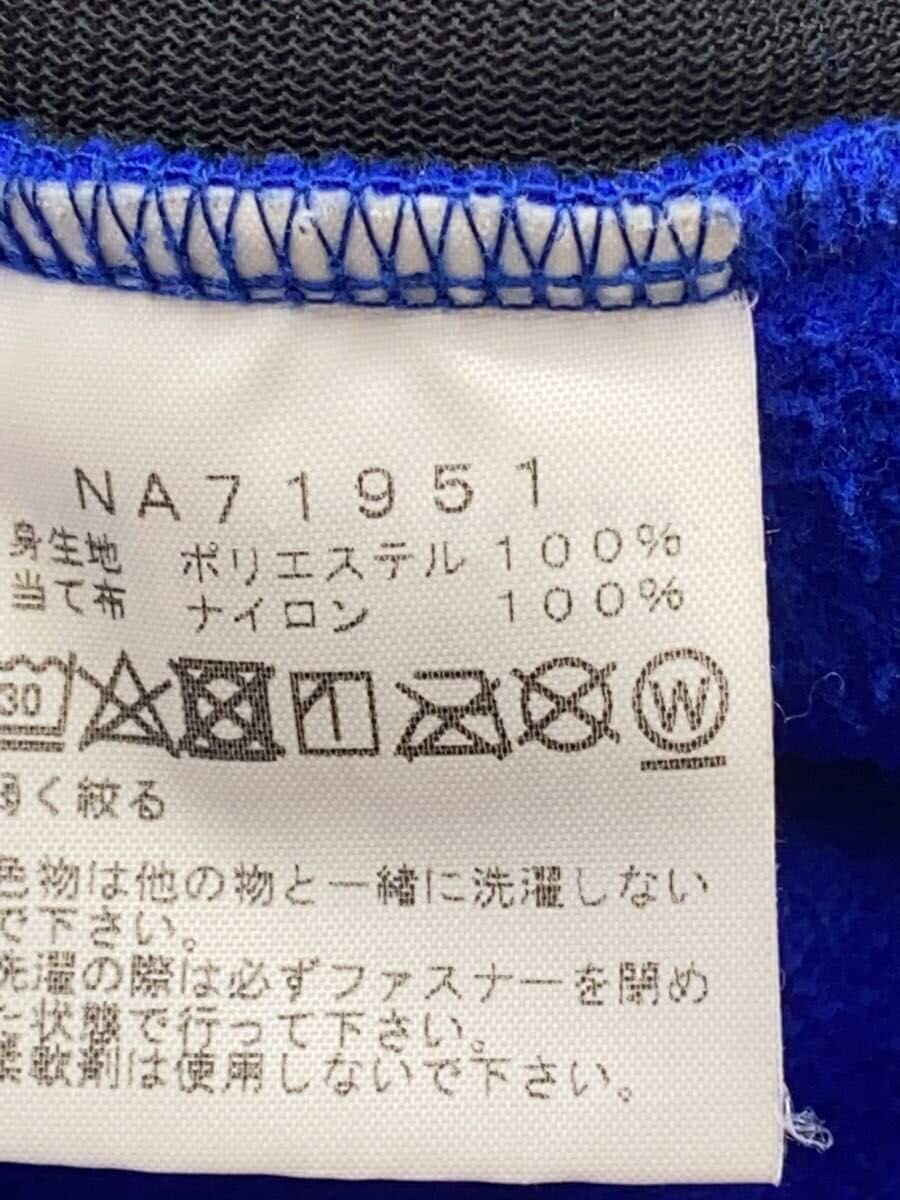 NA71951
身生地 ポリエステル 100%
当て布 ナイロン 100%
30 W
弱く絞る
色物は他の物と一緒に洗濯しない
で下さい。
洗濯の際は必ずファスナーを閉め
た状態で行って下さい。
柔軟剤は使用しないで下さい。